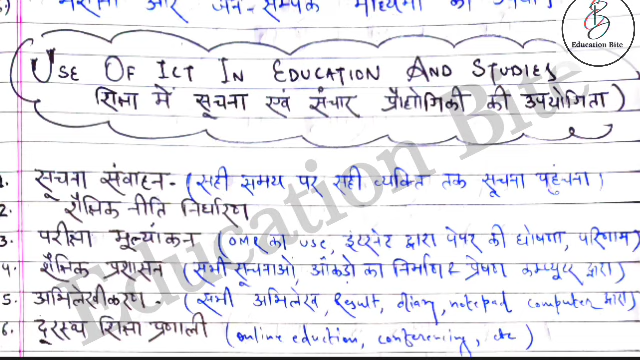 Education Bite
USE OF ICT IN EDUCATION AND STUDIES
शिक्षा में सूचना एवं संचार प्रौद्योगिकी की उपयोगिता)
1. सूचना संवाहन - (सही समय पर सही व्यक्ति तक सूचना पहुंचना)
2. शैक्षिक नीति निर्धारण
3. परीक्षा मूल्यांकन (OMR का use, इंटरनेट द्वारा पेपर की घोषणा, परिणाम)
4. शैक्षिक प्रशासन (सभी सूचनाओं, आँकड़ो का निर्माण & प्रेषण कम्प्यूटर द्वारा)
5. अभिलेखीकरण - (सभी अभिलेख, Result, diary, notepad computer द्वारा)
6. दूरस्थ शिक्षा प्रणाली (online eduction, conferencing, etc)
Education Bite